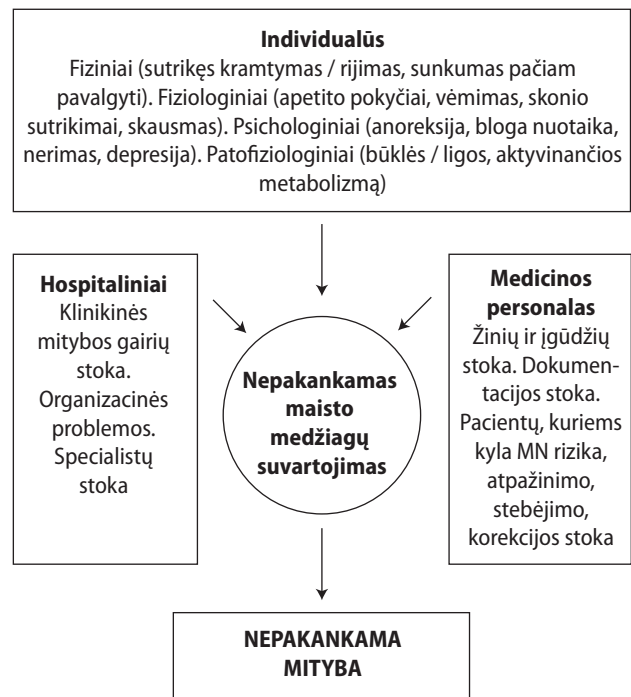 Individualūs
Fiziniai (sutrikęs kramtymas / rijimas, sunkumas pačiam
pavalgyti). Fiziologiniai (apetito pokyčiai, vėmimas, skonio
sutrikimai, skausmas). Psichologiniai (anoreksija, bloga nuotaika,
nerimas, depresija). Patofiziologiniai (būklės / ligos, aktyvinančios
metabolizmą)
Hospitaliniai
Klinikinės
mitybos gairių
stoka.
Organizacinės
problemos.
Specialistų
stoka
Nepakankamas
maisto
medžiagų
suvartojimas
Medicinos
personalas
Žinių ir įgūdžių
stoka. Dokumen-
tacijos stoka.
Pacientų, kuriems
kyla MN rizika,
atpažinimo,
stebėjimo,
korekcijos stoka
NEPAKANKAMA
MITYBA